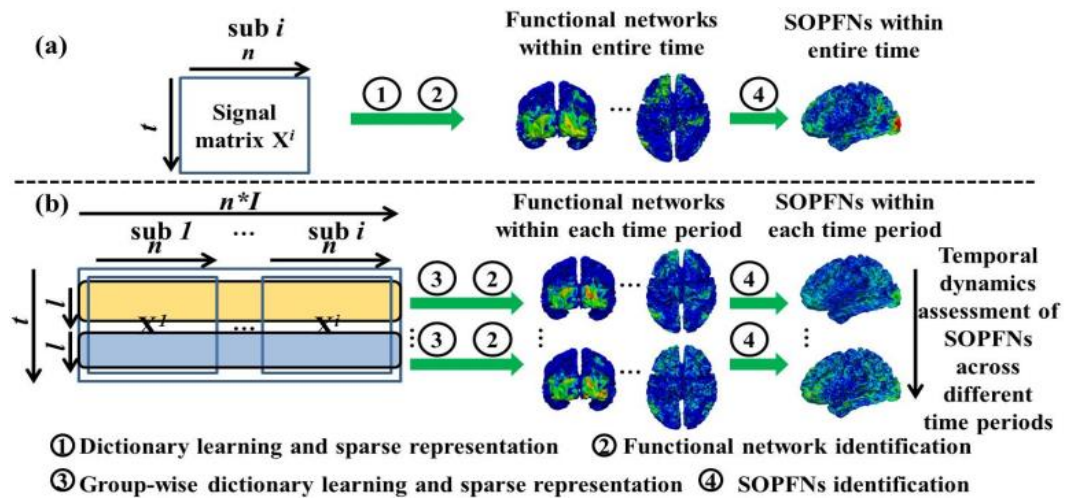 (a)
sub i
n
t
Signal
matrix Xⁱ
① ②
Functional networks
within entire time
...
④
SOPFNs within
entire time
(b)
n*I
sub 1 ... sub i
n n
t
l
l
X¹ ... Xⁱ
③ ②
③ ②
Functional networks
within each time period
...
...
④
④
SOPFNs within
each time period
Temporal
dynamics
assessment of
SOPFNs
across
different
time periods
① Dictionary learning and sparse representation ② Functional network identification
③ Group-wise dictionary learning and sparse representation ④ SOPFNs identification